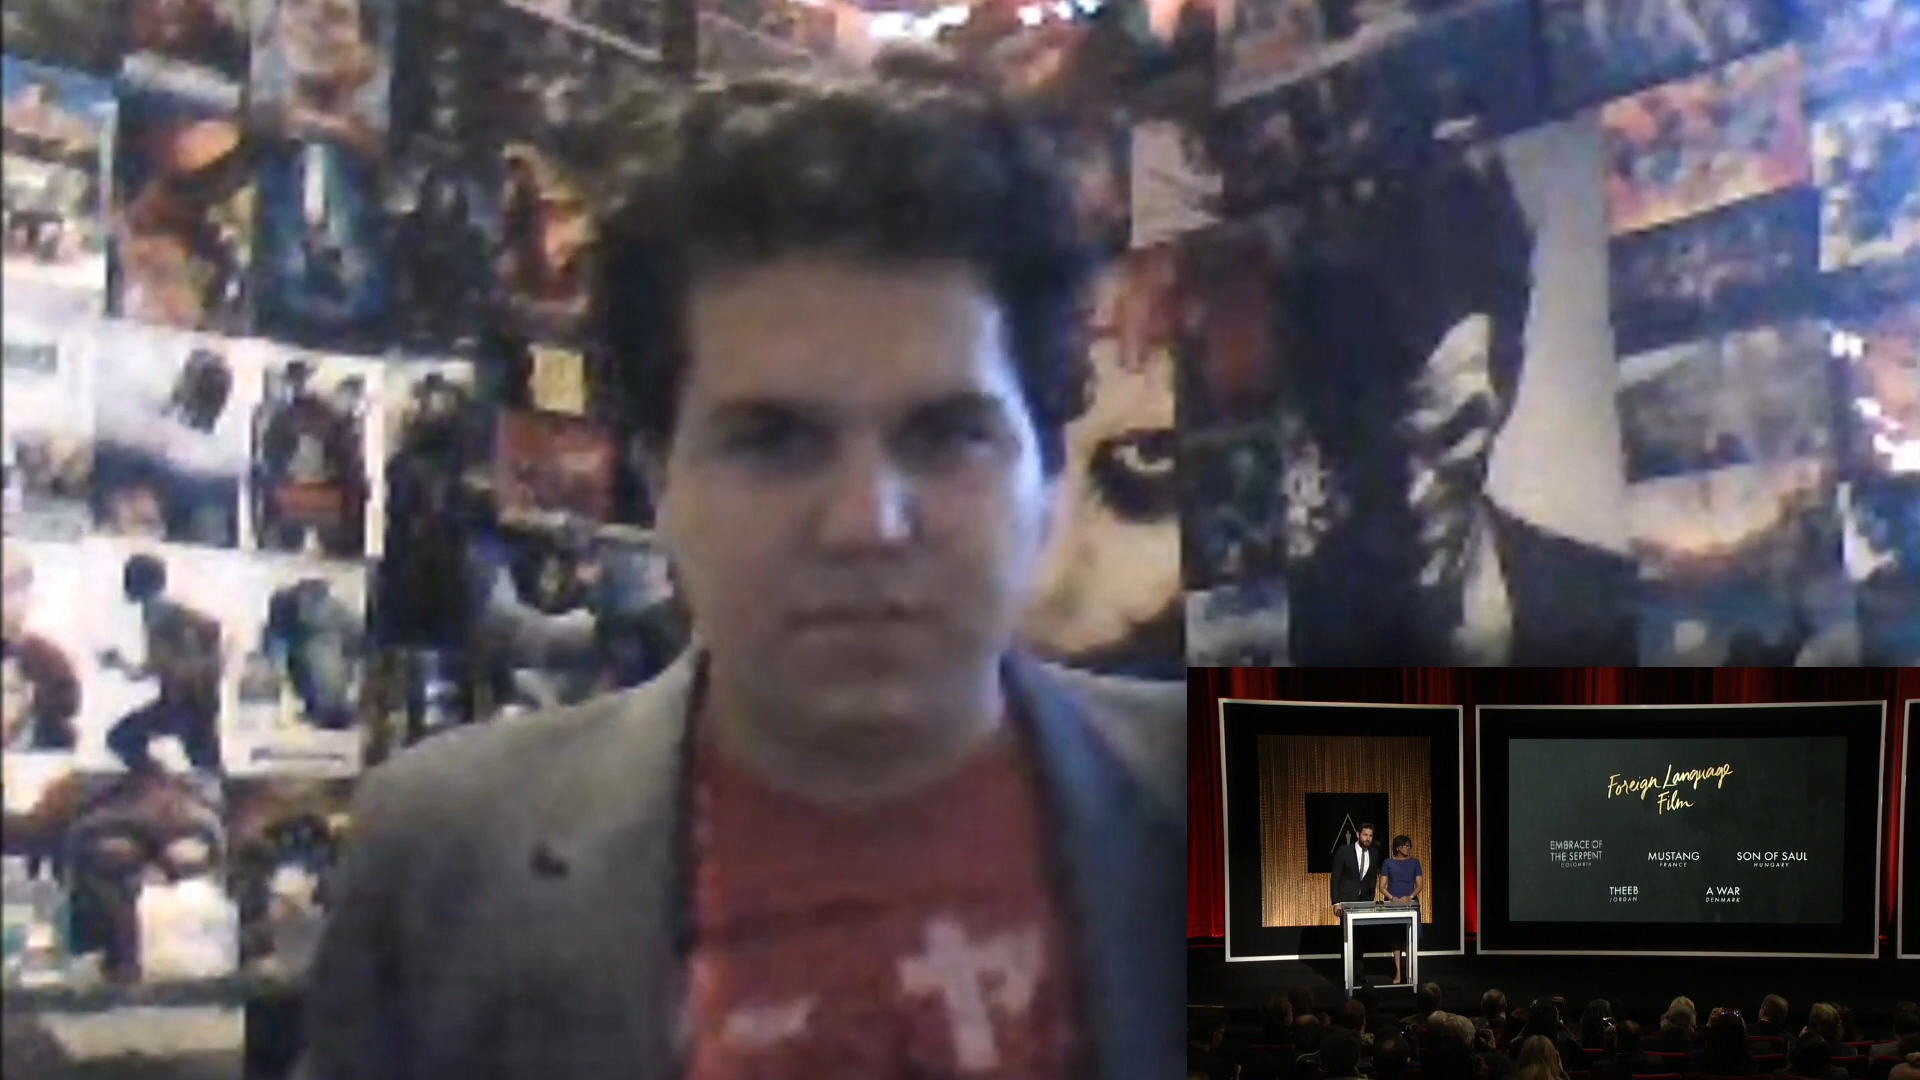 Foreign Language
Film
EMBRACE OF
THE SERPENT
COLOMBIA
MUSTANG
FRANCE
SON OF SAUL
HUNGARY
THEEB
JORDAN
A WAR
DENMARK